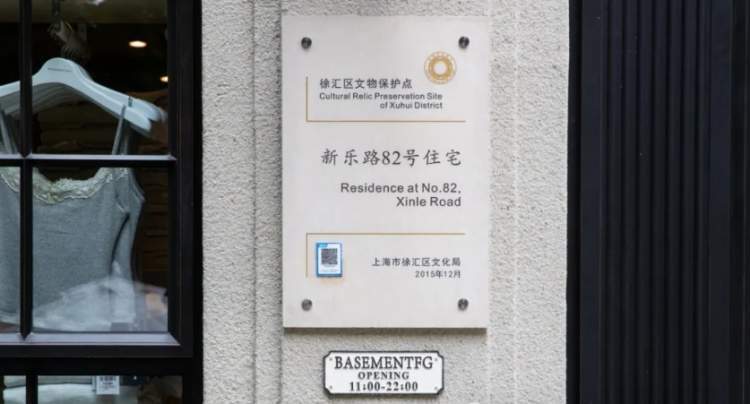 徐汇区文物保护点
Cultural Relic Preservation Site
of Xuhui District
新乐路82号住宅
Residence at No.82,
Xinle Road
上海市徐汇区文化局
2015年12月
BASEMENTFG
OPENING
11:00-22:00